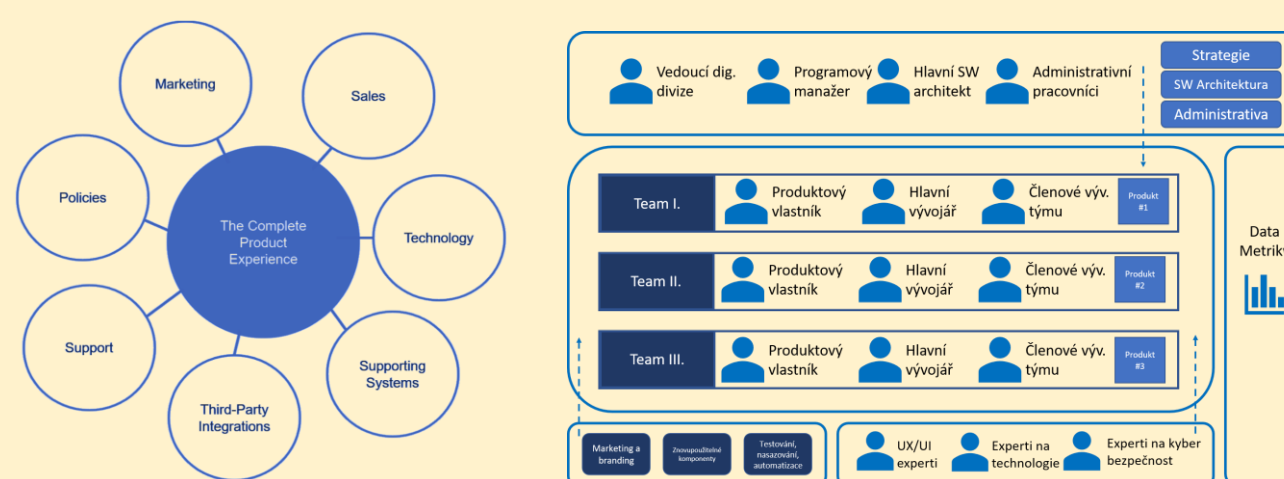 Marketing
Sales
Policies
The Complete
Product
Experience
Technology
Support
Supporting
Systems
Third-Party
Integrations
Vedoucí dig.
divize
Programový
manažer
Hlavní SW
architekt
Administrativní
pracovníci
Strategie
SW Architektura
Administrativa
Team I.
Produktový
vlastník
Hlavní
vývojář
Členové výv.
týmu
Produkt
#1
Team II.
Produktový
vlastník
Hlavní
vývojář
Členové výv.
týmu
Produkt
#2
Team III.
Produktový
vlastník
Hlavní
vývojář
Členové výv.
týmu
Produkt
#3
Data
Metriky
Marketing a
branding
Znovupoužitelné
komponenty
Testování,
nasazování,
automatizace
UX/UI
experti
Experti na
technologie
Experti na kyber
bezpečnost